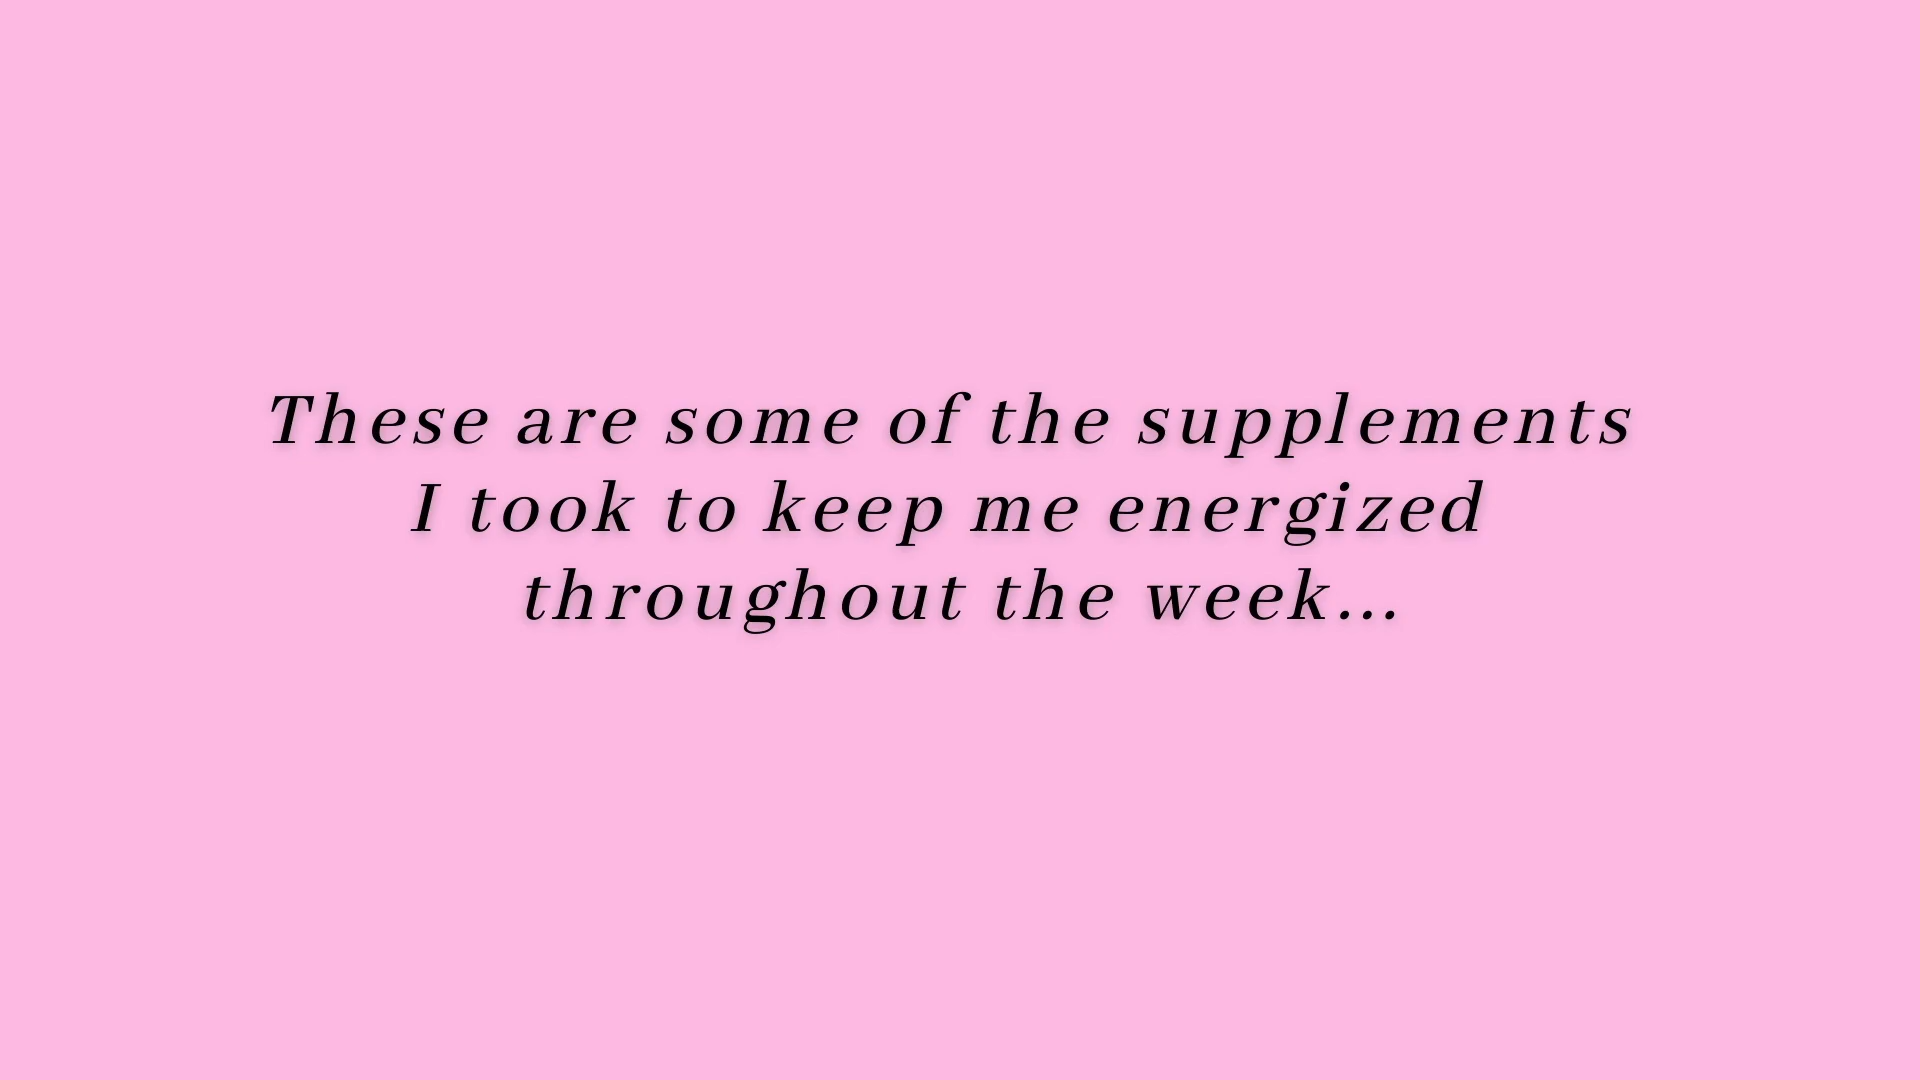 These are some of the supplements
I took to keep me energized
throughout the week...